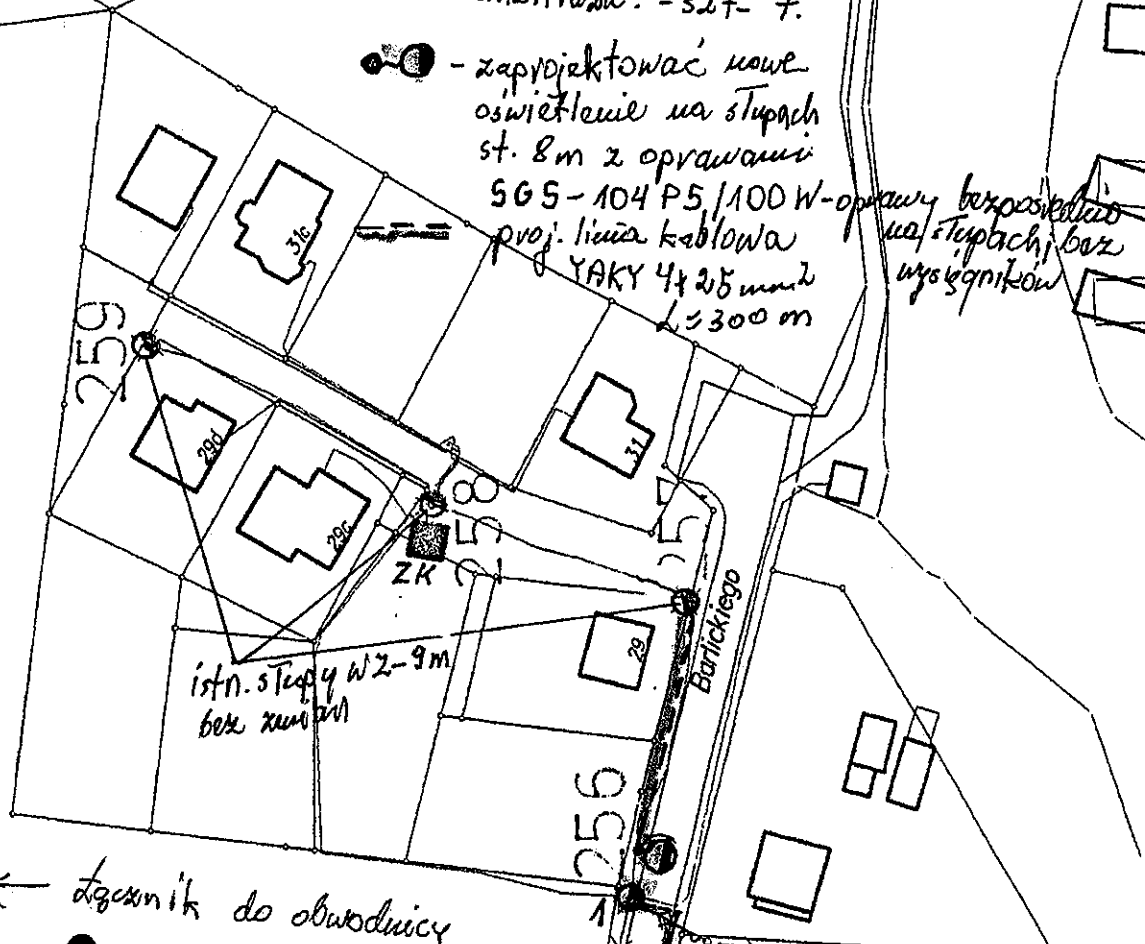 - zaprojektować nowe
oświetlenie na słupach
st. 8m z oprawami
SGS-104 PS/100 W-oprawy bezpośrednio
na słupach, bez
wysięgników
proj. linia kablowa
YAKY 4x25 mm2
L=300 m
31c
259
29d
29c
258
ZK
31
257
29
Barlickiego
istn. słupy WZ-9m
bez zmian
256
1
← Łącznik do obwodnicy